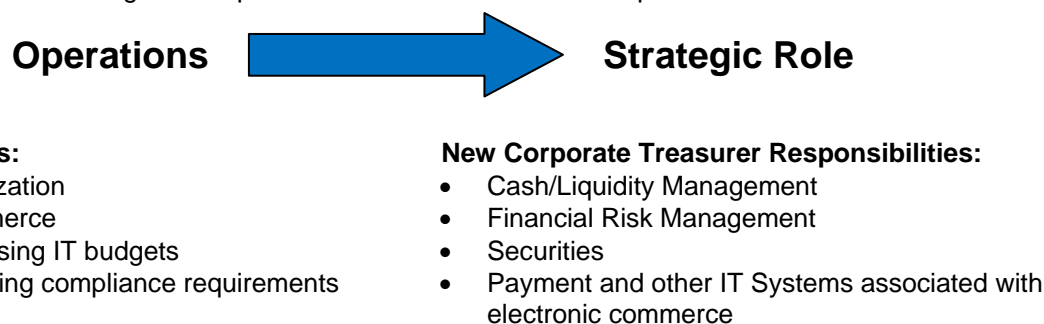 Operations Strategic Role
s:
zation
erce
sing IT budgets
ing compliance requirements
New Corporate Treasurer Responsibilities:
• Cash/Liquidity Management
• Financial Risk Management
• Securities
• Payment and other IT Systems associated with
electronic commerce